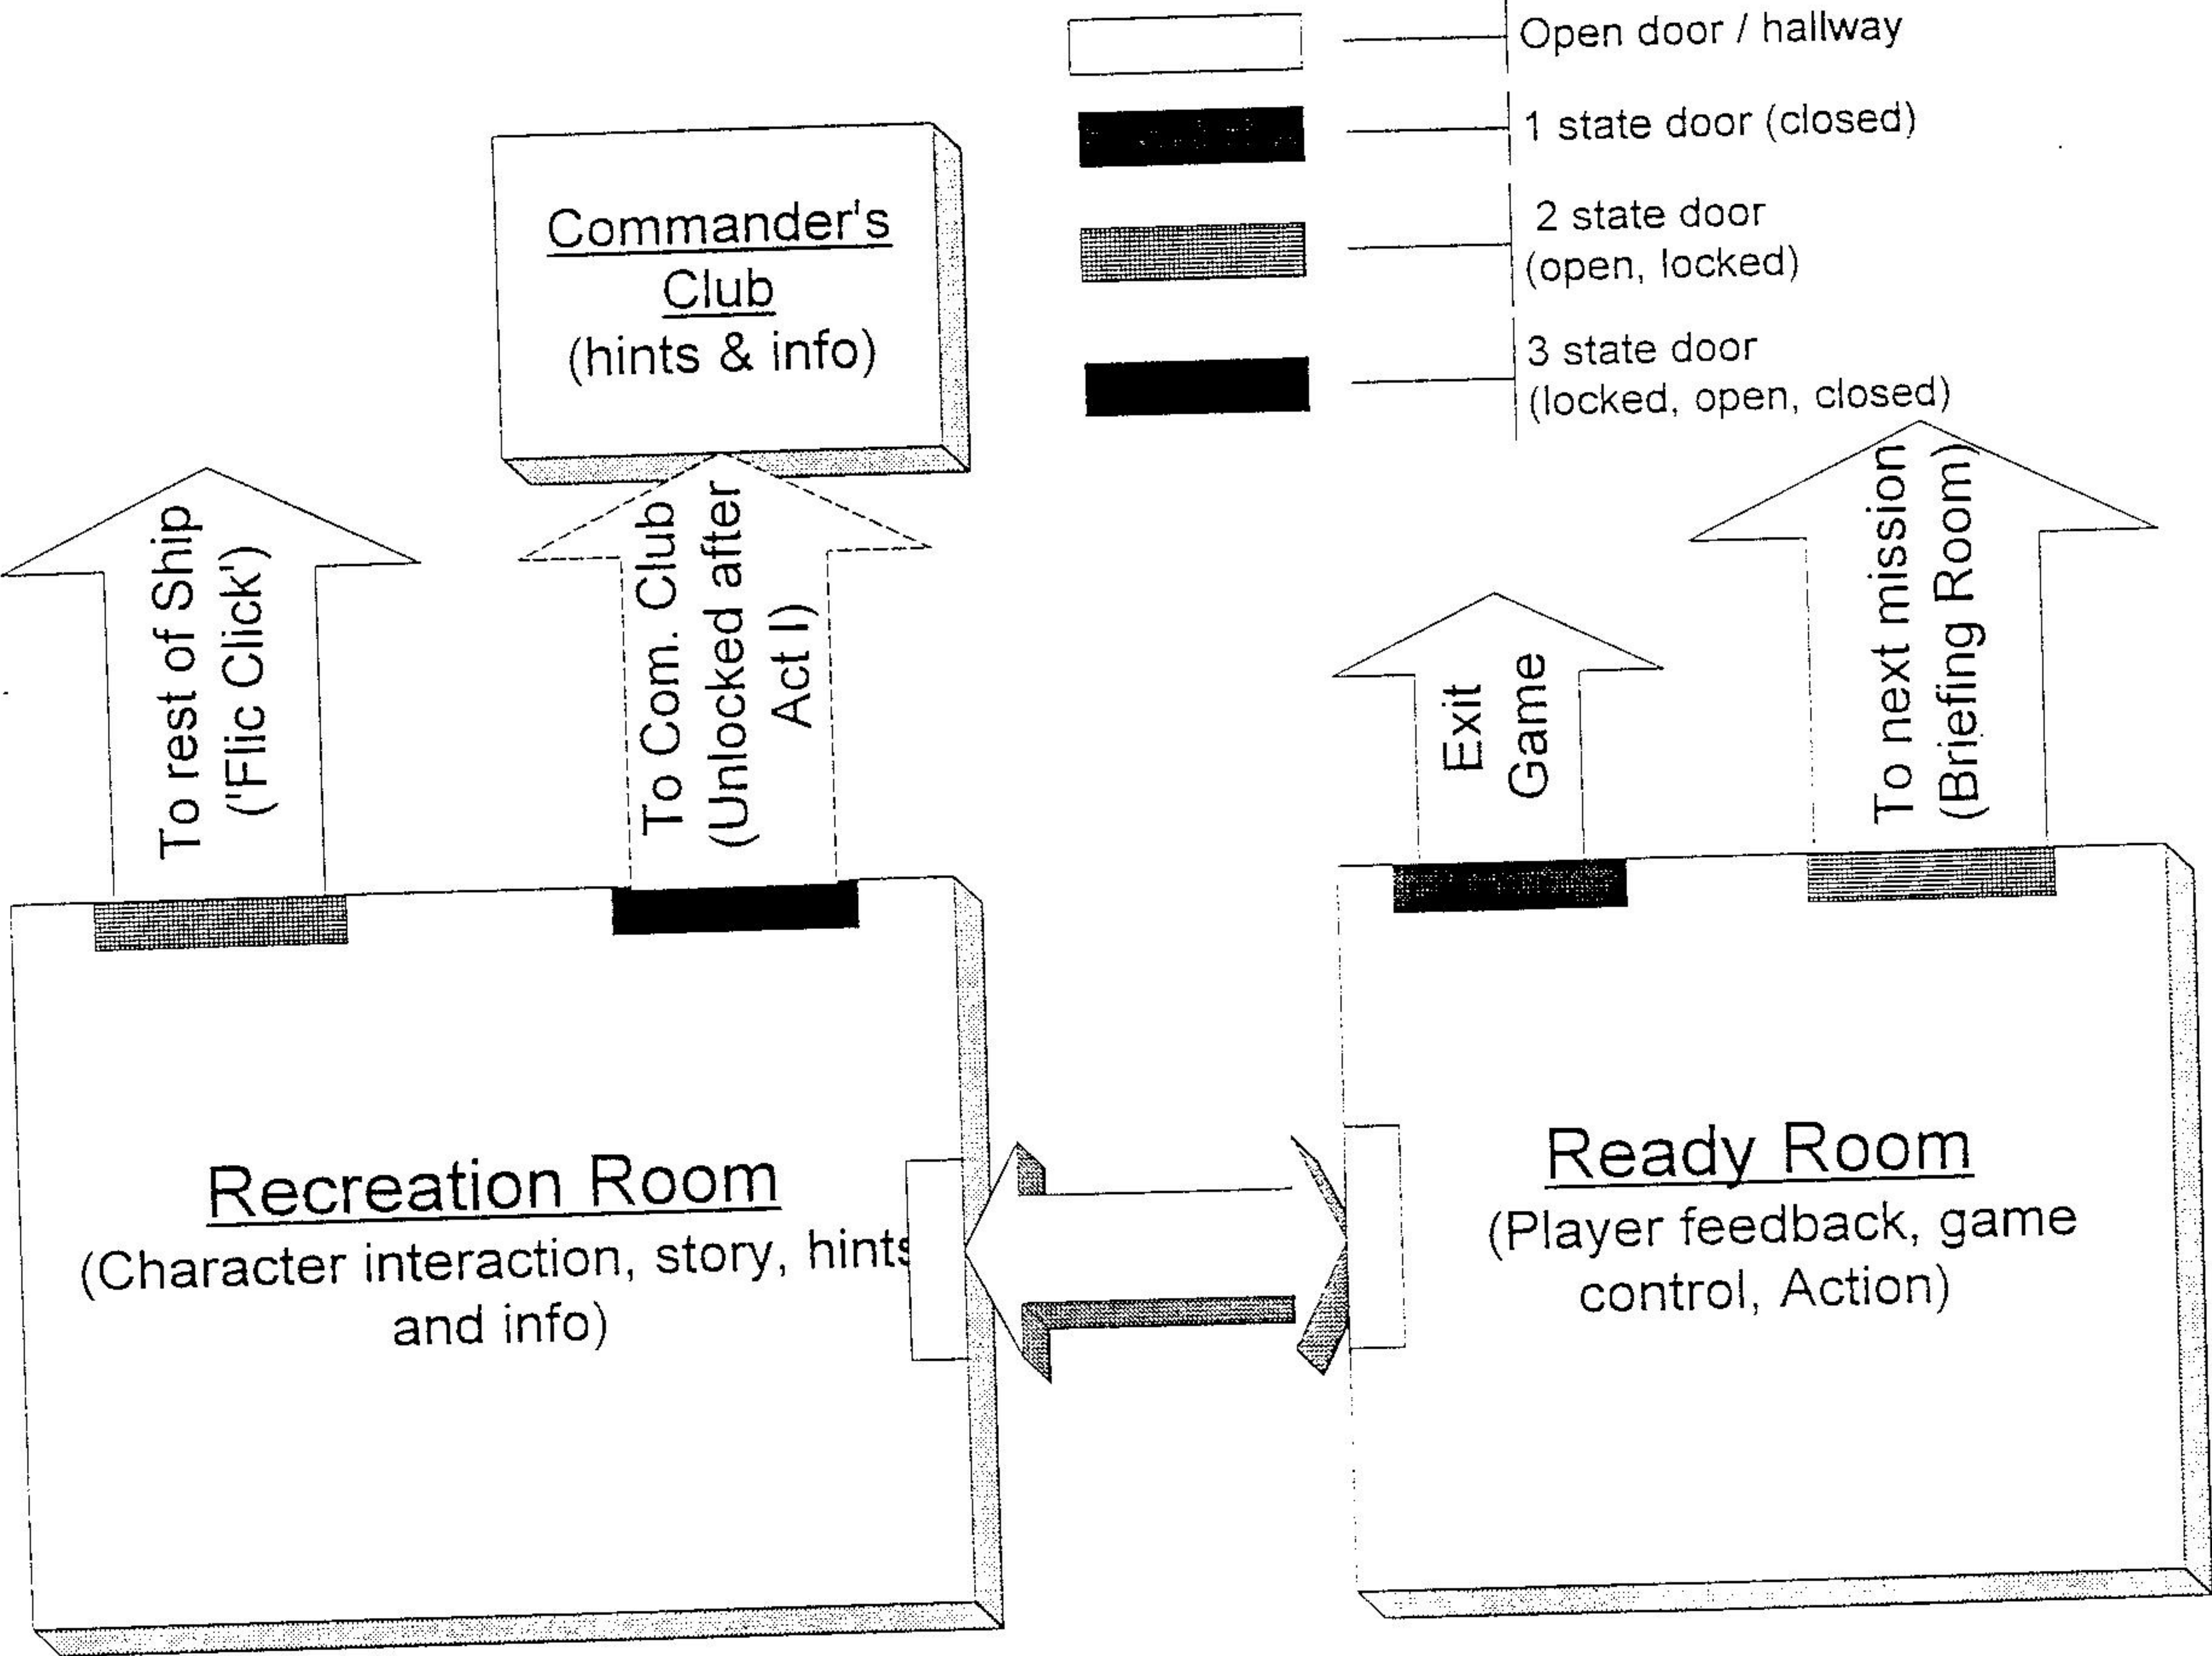 Open door / hallway
1 state door (closed)
2 state door
(open, locked)
3 state door
(locked, open, closed)
Commander's
Club
(hints & info)
To rest of Ship
('Flic Click')
To Com. Club
(Unlocked after
Act I)
Exit
Game
To next mission
(Briefing Room)
Recreation Room
(Character interaction, story, hints
and info)
Ready Room
(Player feedback, game
control, Action)